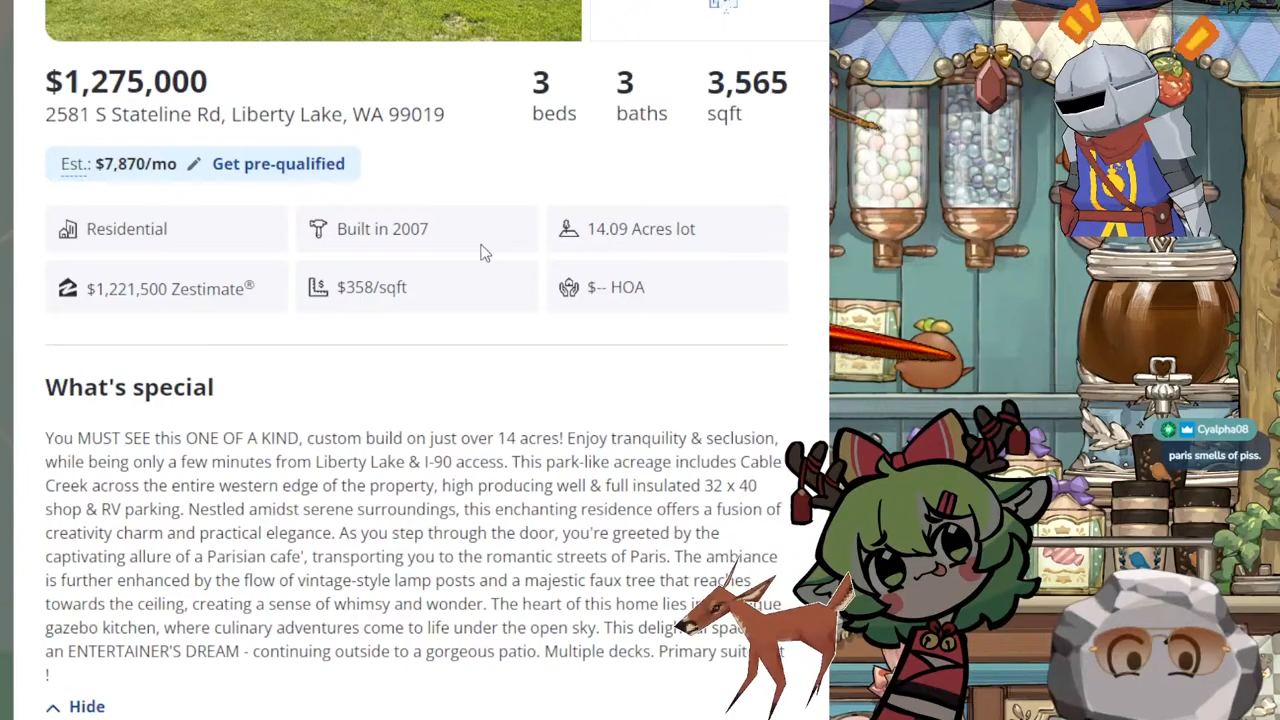 $1,275,000
2581 S Stateline Rd, Liberty Lake, WA 99019
3 beds
3 baths
3,565 sqft
Est.: $7,870/mo
Get pre-qualified
Residential
Built in 2007
14.09 Acres lot
$1,221,500 Zestimate®
$358/sqft
$-- HOA
What's special
You MUST SEE this ONE OF A KIND, custom build on just over 14 acres! Enjoy tranquility & seclusion,
while being only a few minutes from Liberty Lake & I-90 access. This park-like acreage includes Cable
Creek across the entire western edge of the property, high producing well & full insulated 32 x 40
shop & RV parking. Nestled amidst serene surroundings, this enchanting residence offers a fusion of
creativity charm and practical elegance. As you step through the door, you're greeted by the
captivating allure of a Parisian cafe', transporting you to the romantic streets of Paris. The ambiance
is further enhanced by the flow of vintage-style lamp posts and a majestic faux tree that reaches
towards the ceiling, creating a sense of whimsy and wonder. The heart of this home lies
gazebo kitchen, where culinary adventures come to life under the open sky. This
an ENTERTAINER'S DREAM - continuing outside to a gorgeous patio. Multiple decks. Primary
!
Hide
Cyalpha08
paris smells of piss.